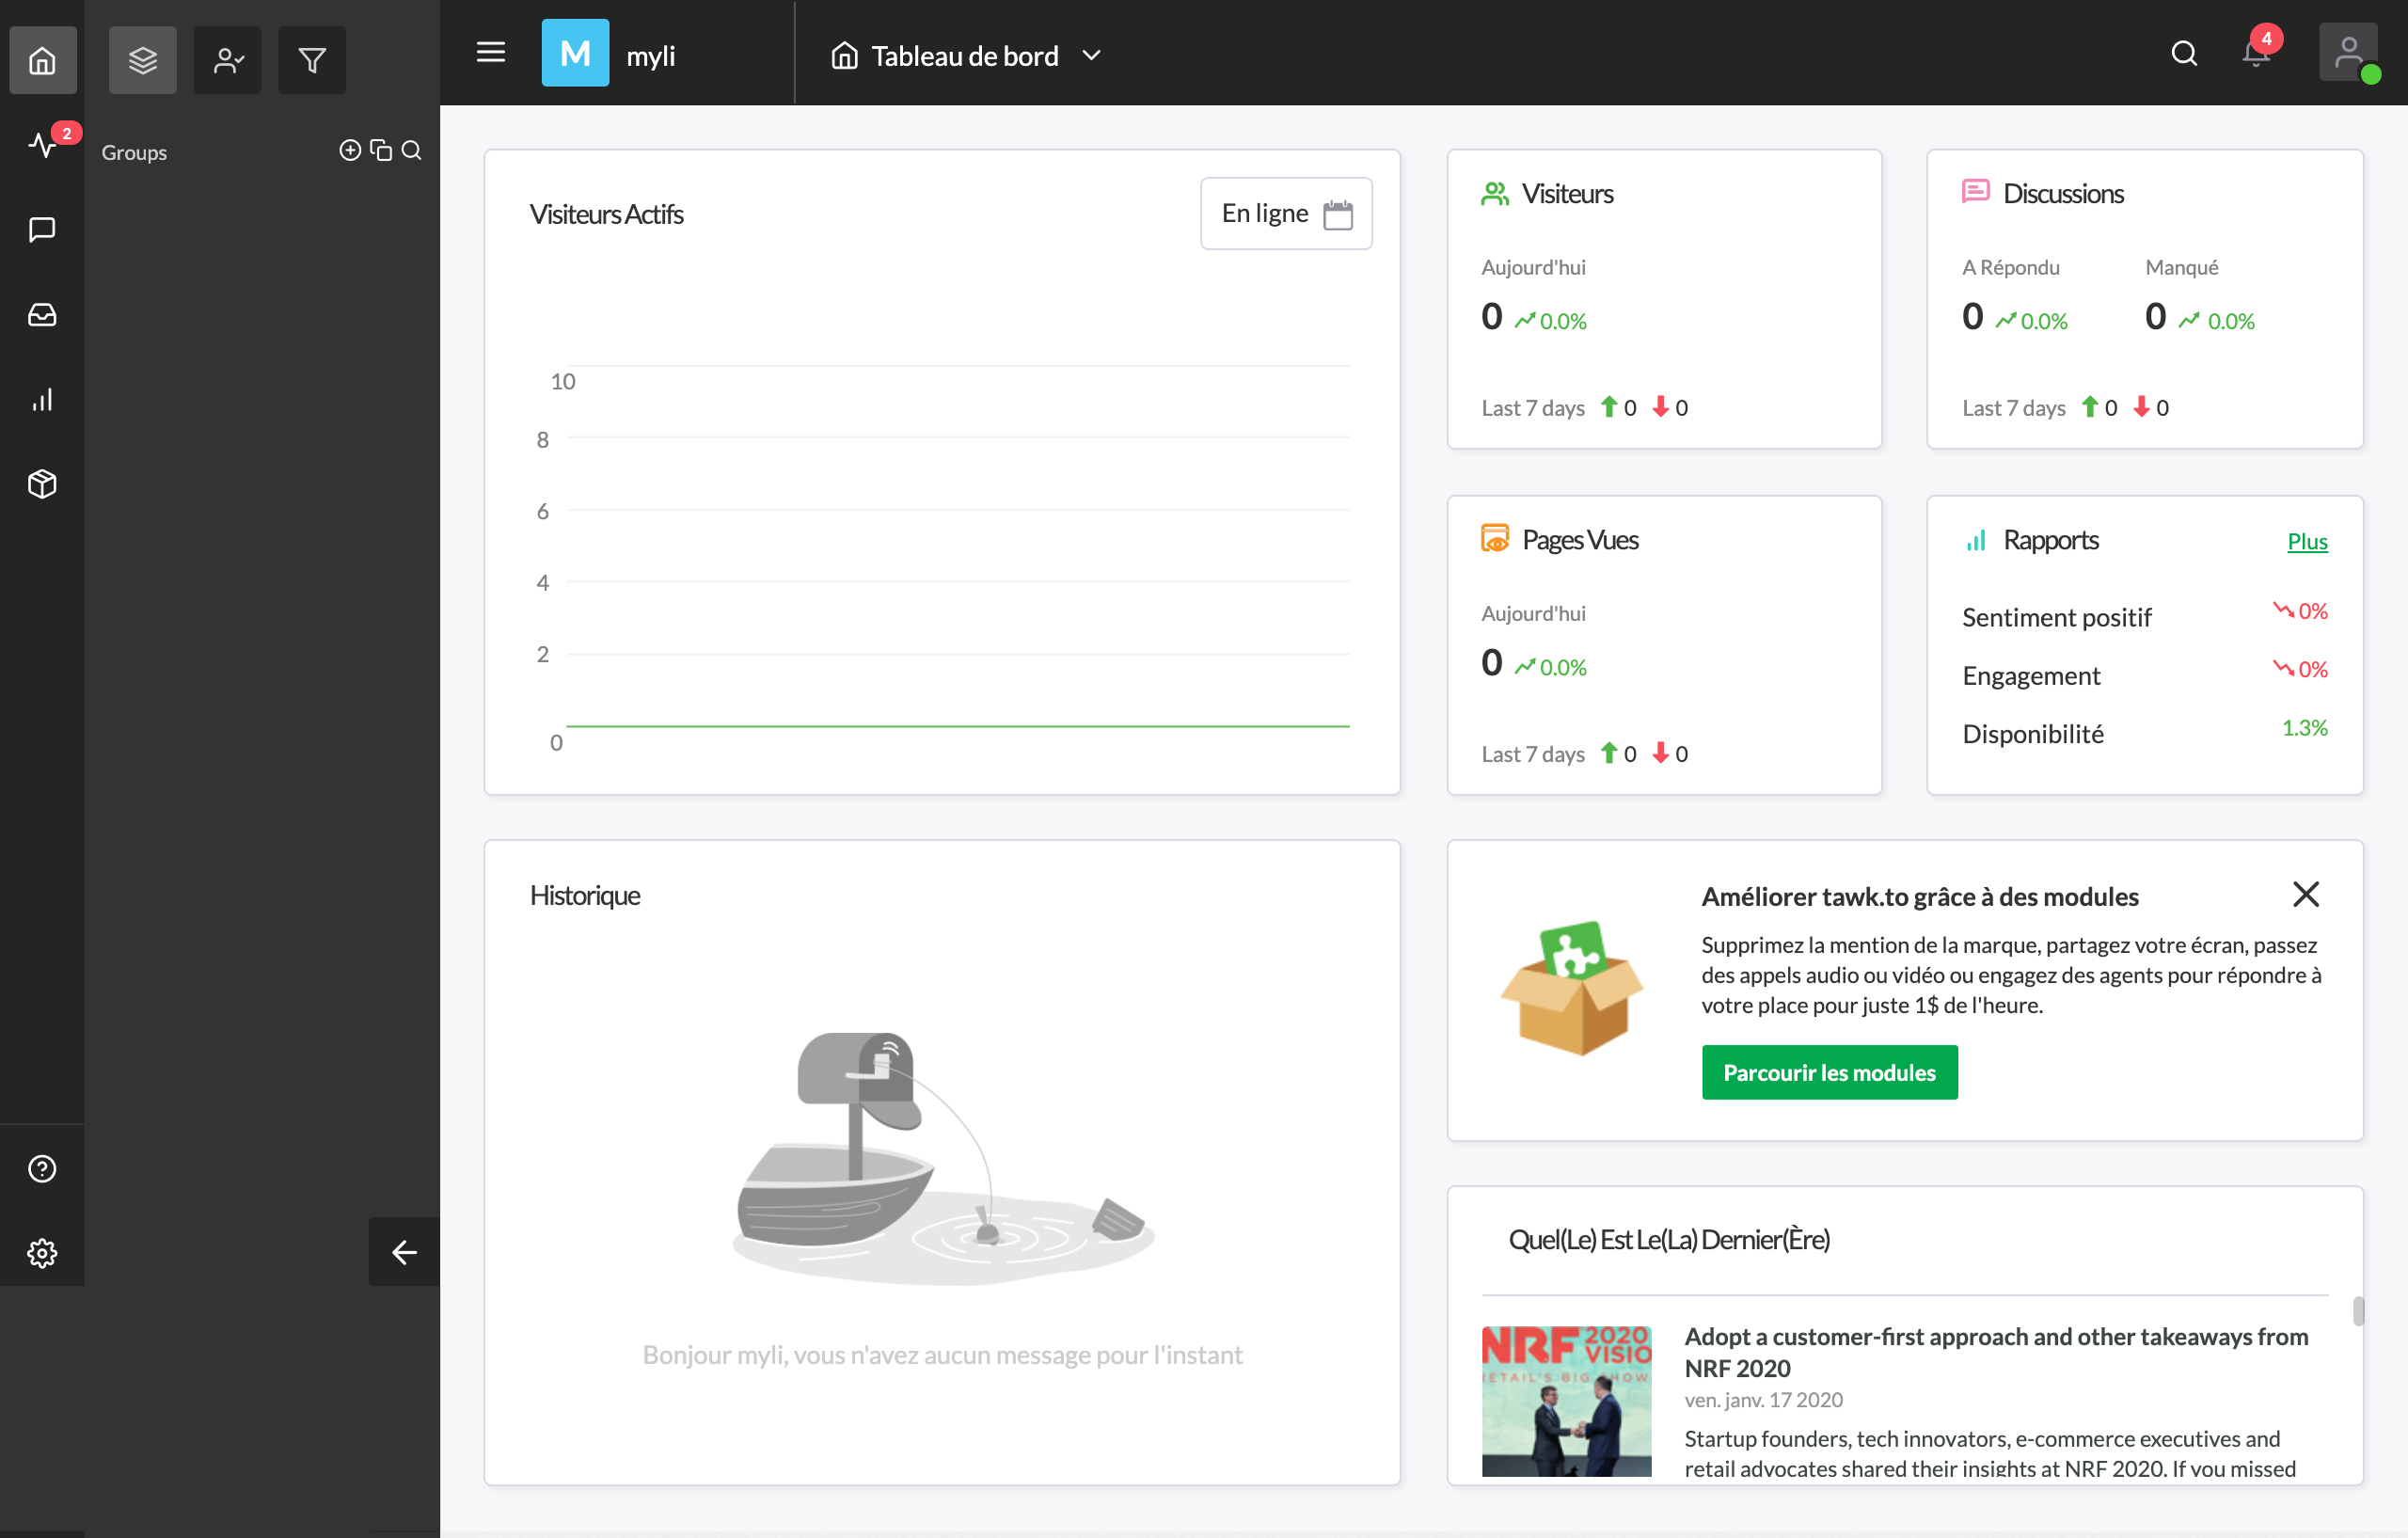 2
Groups
M
myli
Tableau de bord
4
Visiteurs Actifs
En ligne
10
8
6
4
2
0
Visiteurs
Aujourd'hui
0 0.0%
Last 7 days 0 0
Discussions
A Répondu Manqué
0 0.0% 0 0.0%
Last 7 days 0 0
Pages Vues
Aujourd'hui
0 0.0%
Last 7 days 0 0
Rapports Plus
Sentiment positif 0%
Engagement 0%
Disponibilité 1.3%
Historique
Bonjour myli, vous n'avez aucun message pour l'instant
Améliorer tawk.to grâce à des modules
Supprimez la mention de la marque, partagez votre écran, passez
des appels audio ou vidéo ou engagez des agents pour répondre à
votre place pour juste 1$ de l'heure.
Parcourir les modules
Quel(Le) Est Le(La) Dernier(Ère)
NRF 2020
VISIO
RETAIL'S BIG SHOW
Adopt a customer-first approach and other takeaways from
NRF 2020
ven. janv. 17 2020
Startup founders, tech innovators, e-commerce executives and
retail advocates shared their insights at NRF 2020. If you missed